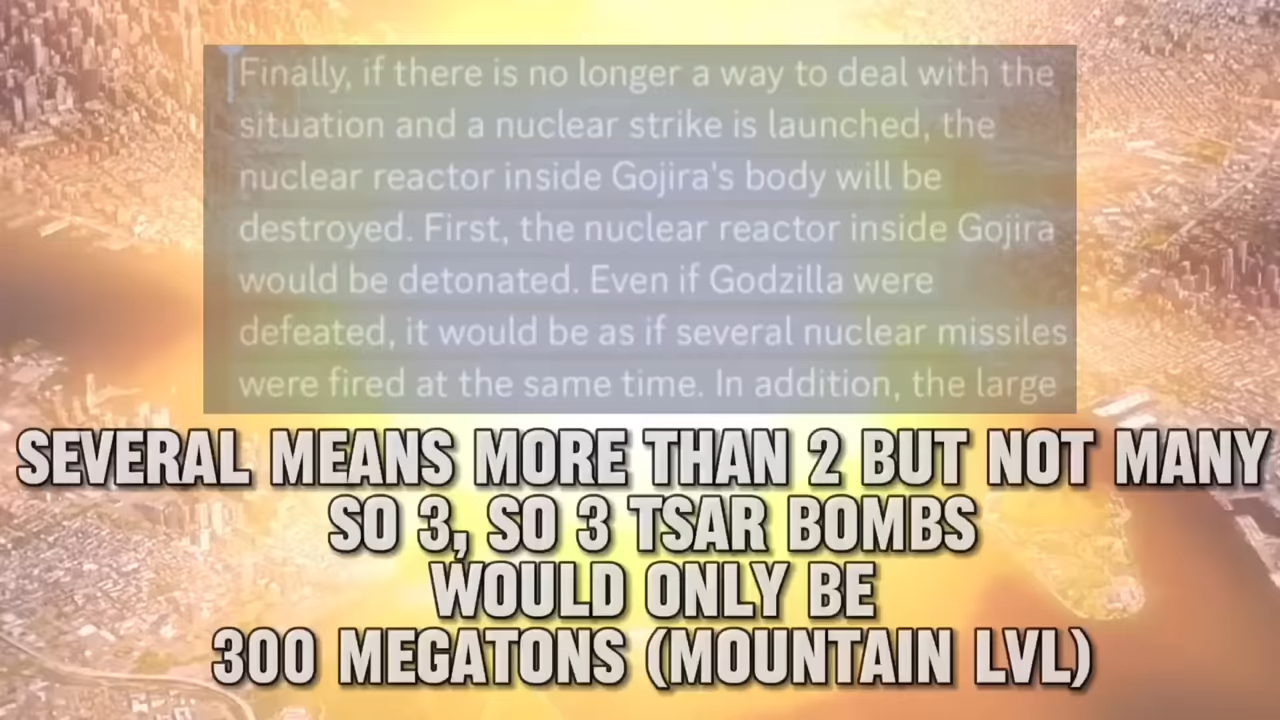 Finally, if there is no longer a way to deal with the
situation and a nuclear strike is launched, the
nuclear reactor inside Gojira's body will be
destroyed. First, the nuclear reactor inside Gojira
would be detonated. Even if Godzilla were
defeated, it would be as if several nuclear missiles
were fired at the same time. In addition, the large
SEVERAL MEANS MORE THAN 2 BUT NOT MANY
SO 3, SO 3 TSAR BOMBS
WOULD ONLY BE
300 MEGATONS (MOUNTAIN LVL)